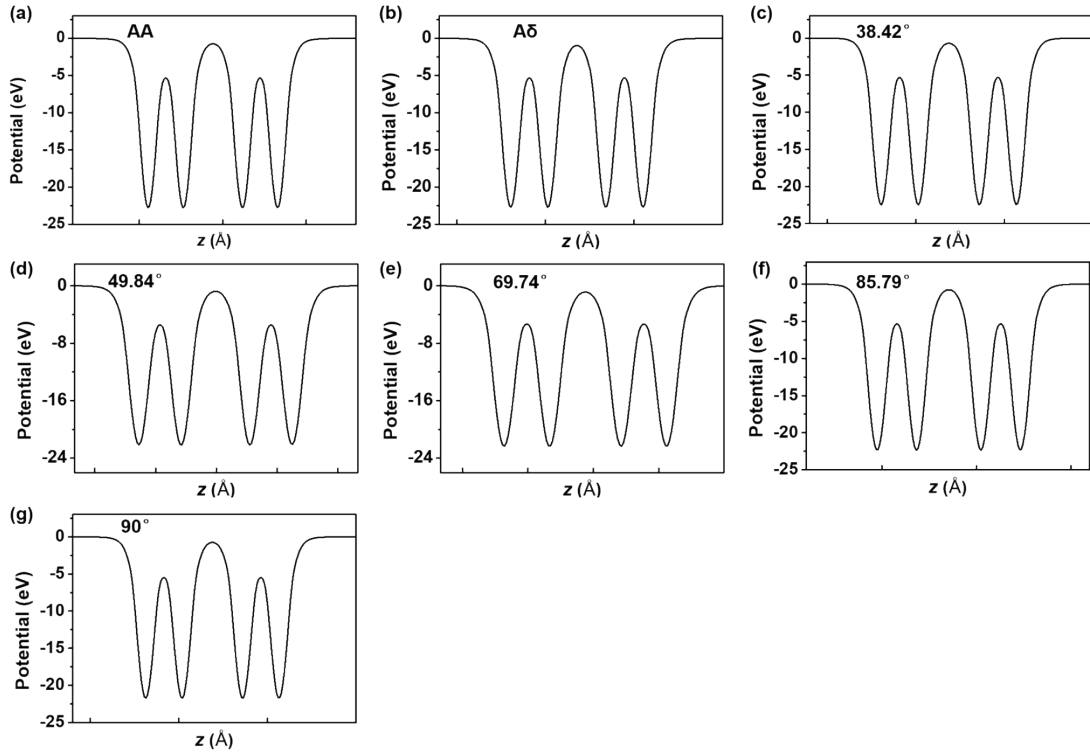 (a)
AA
0
-5
-10
-15
-20
-25
Potential (eV)
z (Å)
(b)
Aδ
0
-5
-10
-15
-20
-25
Potential (eV)
z (Å)
(c)
38.42°
0
-5
-10
-15
-20
-25
Potential (eV)
z (Å)
(d)
49.84°
0
-8
-16
-24
Potential (eV)
z (Å)
(e)
69.74°
0
-8
-16
-24
Potential (eV)
z (Å)
(f)
85.79°
0
-5
-10
-15
-20
-25
Potential (eV)
z (Å)
(g)
90°
0
-5
-10
-15
-20
-25
Potential (eV)
z (Å)